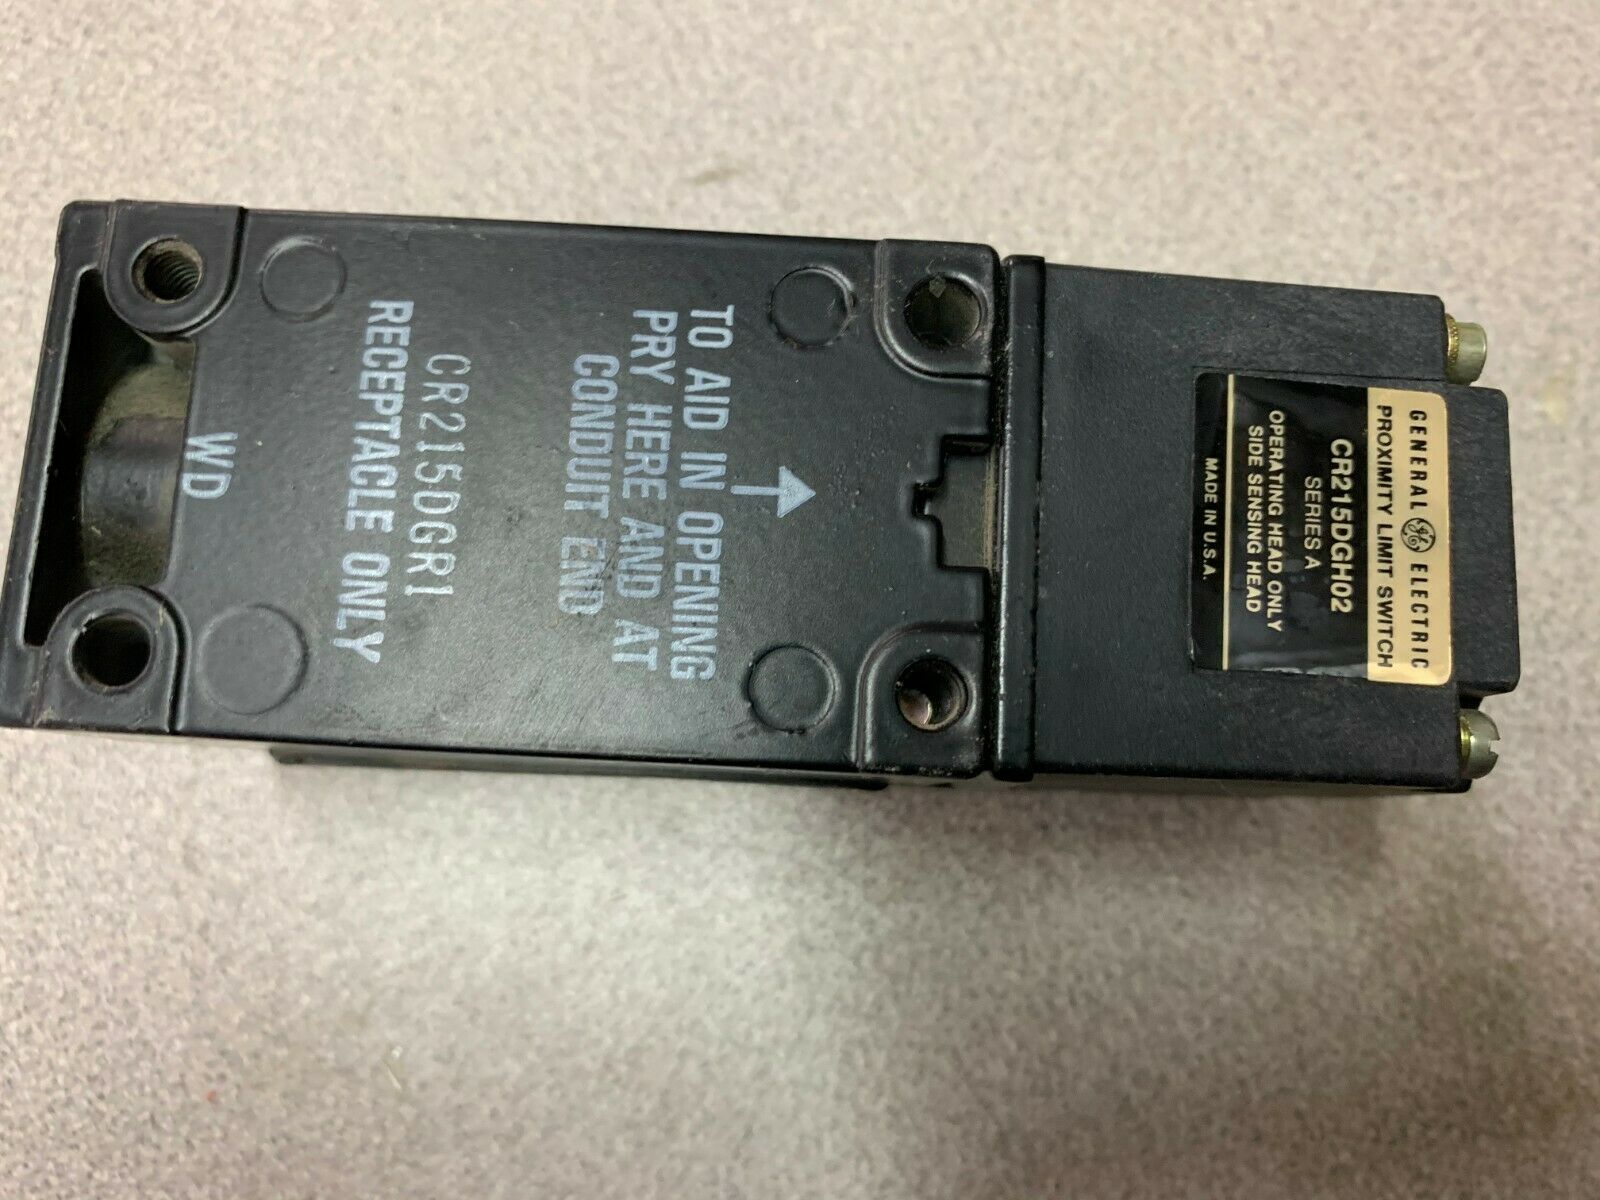 GENERAL GE ELECTRIC
PROXIMITY LIMIT SWITCH
CR215DGH02
SERIES A
OPERATING HEAD ONLY
SIDE SENSING HEAD
MADE IN U.S.A.
TO AID IN OPENING
PRY HERE AND AT
CONDUIT END
CR215DGR1
RECEPTACLE ONLY
WD